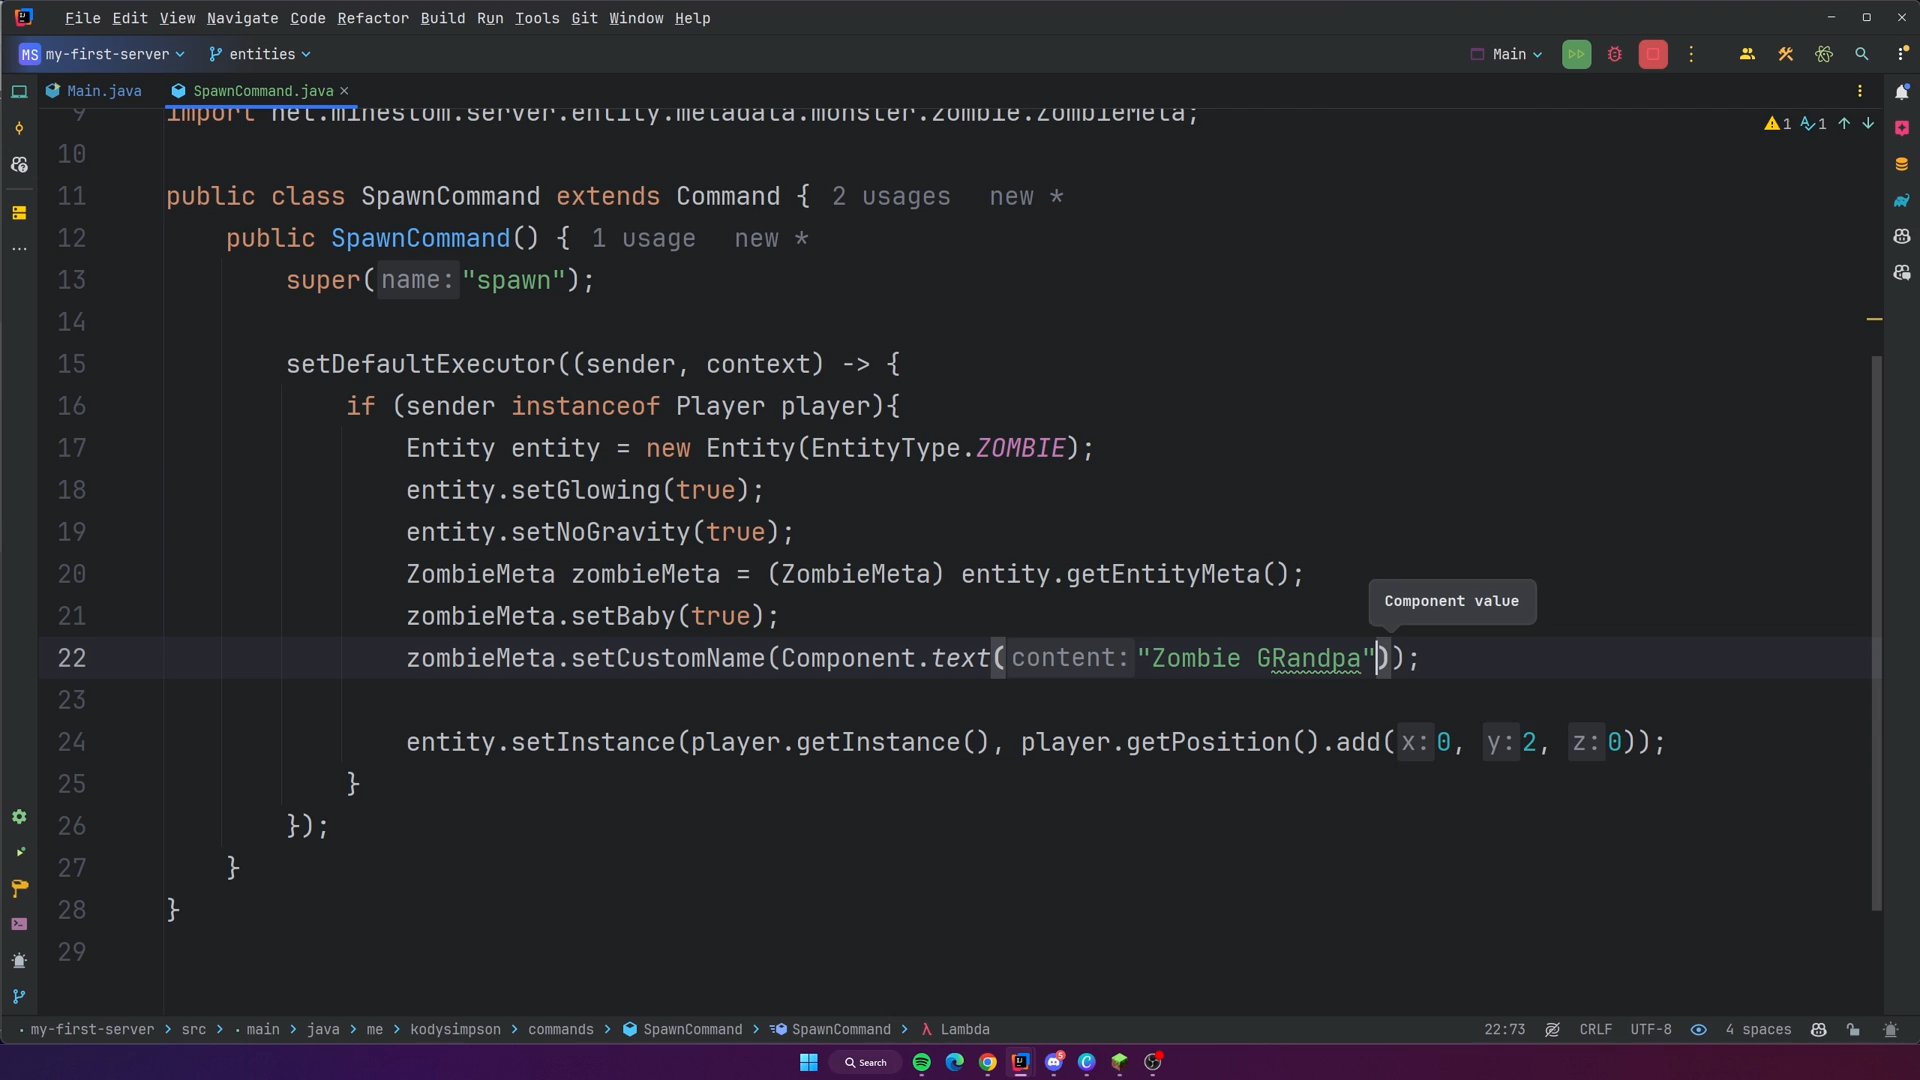 File Edit View Navigate Code Refactor Build Run Tools Git Window Help
MS my-first-server entities Main
Main.java SpawnCommand.java
9 import net.minestom.server.entity.metadata.monster.zombie.ZombieMeta;
1 1
10
11 public class SpawnCommand extends Command { 2 usages new *
12 public SpawnCommand() { 1 usage new *
13 super( name: "spawn");
14
15 setDefaultExecutor((sender, context) -> {
16 if (sender instanceof Player player){
17 Entity entity = new Entity(EntityType.ZOMBIE);
18 entity.setGlowing(true);
19 entity.setNoGravity(true);
20 ZombieMeta zombieMeta = (ZombieMeta) entity.getEntityMeta();
Component value
21 zombieMeta.setBaby(true);
22 zombieMeta.setCustomName(Component.text( content: "Zombie GRandpa"));
23
24 entity.setInstance(player.getInstance(), player.getPosition().add( x: 0, y: 2, z: 0));
25 }
26 });
27 }
28 }
29
my-first-server > src > main > java > me > kodysimpson > commands > SpawnCommand > SpawnCommand > λ Lambda 22:73 CRLF UTF-8 4 spaces
Search